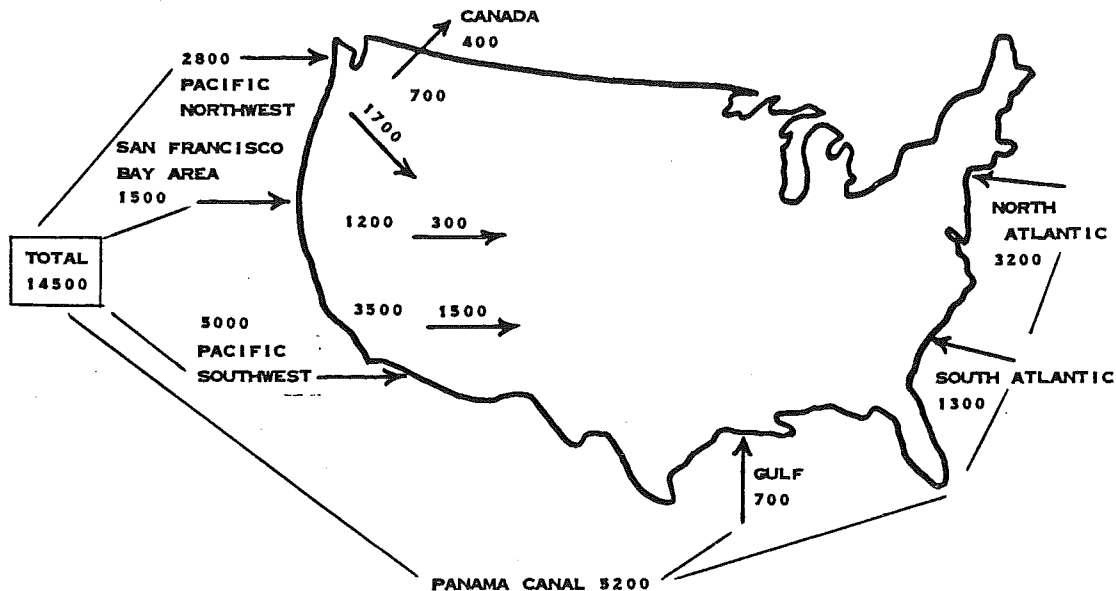 CANADA
400
2800
PACIFIC
NORTHWEST
700
1700
SAN FRANCISCO
BAY AREA
1500
1200 300
NORTH
ATLANTIC
3200
TOTAL
14500
3500 1500
5000
PACIFIC
SOUTHWEST
SOUTH ATLANTIC
1300
GULF
700
PANAMA CANAL 5200